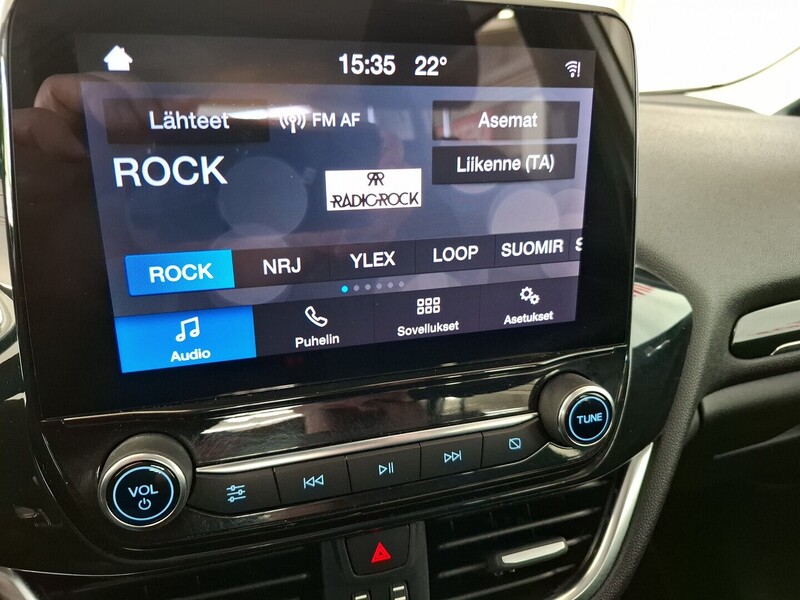 15:35 22°
Lähteet FM AF Asemat
ROCK Liikenne (TA)
RADIO ROCK
ROCK NRJ YLEX LOOP SUOMIR S
Audio Puhelin Sovellukset Asetukset
TUNE
VOL